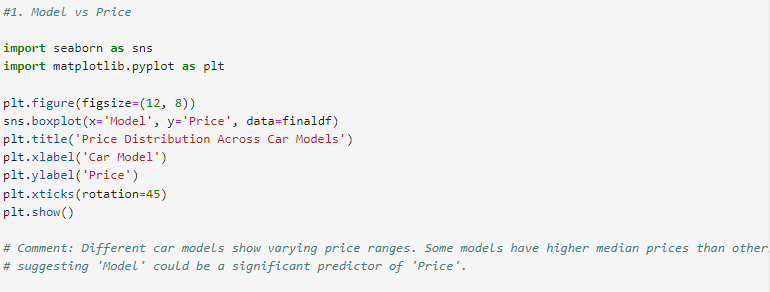 #1. Model vs Price
import seaborn as sns
import matplotlib.pyplot as plt
plt.figure(figsize=(12, 8))
sns.boxplot(x='Model', y='Price', data=finaldf)
plt.title('Price Distribution Across Car Models')
plt.xlabel('Car Model')
plt.ylabel('Price')
plt.xticks(rotation=45)
plt.show()
# Comment: Different car models show varying price ranges. Some models have higher median prices than other
# suggesting 'Model' could be a significant predictor of 'Price'.